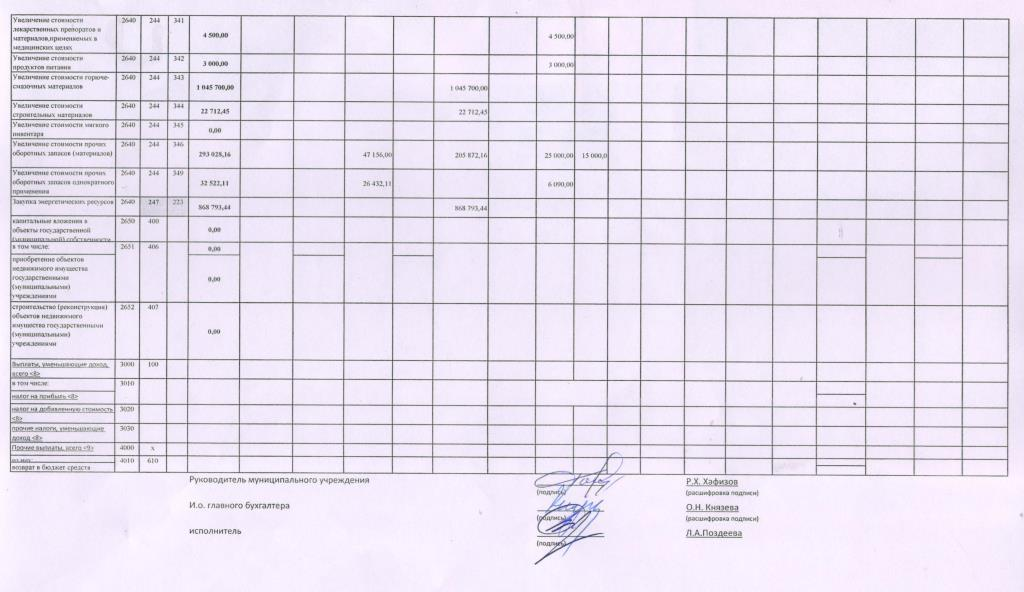 Увеличение стоимости 2640 244 341
лекарственных препаратов и
материалов,применяемых в 4 500,00 4 500,00
медицинских целях
Увеличение стоимости 2640 244 342
продуктов питания 3 000,00 3 000,00
Увеличение стоимости горюче- 2640 244 343
смазочных материалов 1 045 700,00 1 045 700,00
Увеличение стоимости 2640 244 344
строительных материалов 22 712,45 22 712,45
Увеличение стоимости мягкого 2640 244 345
инвентаря 0,00
Увеличение стоимости прочих 2640 244 346
оборотных запасов (материалов) 293 028,16 47 156,00 205 872,16 25 000,00 15 000,0
Увеличение стоимости прочих 2640 244 349
оборотных запасов однократного 32 522,11 26 432,11 6 090,00
применения
Закупка энергетических ресурсов 2640 247 223
868 793,44 868 793,44
капитальные вложения в 2650 400
объекты государственной 0,00
(муниципальной) собственности
в том числе: 2651 406 0,00
приобретение объектов
недвижимого имущества
государственными 0,00
(муниципальными)
учреждениями
строительство (реконструкция) 2652 407
объектов недвижимого
имущества государственными
(муниципальными) 0,00
учреждениями
Выплаты, уменьшающие доход, 3000 100
всего <8>
в том числе: 3010
налог на прибыль <8>
налог на добавленную стоимость 3020
<8>
прочие налоги, уменьшающие 3030
доход <8>
Прочие выплаты, всего <9> 4000 x
из них: 4010 610
возврат в бюджет средств
Руководитель муниципального учреждения Р.Х. Хафизов
(подпись) (расшифровка подписи)
И.о. главного бухгалтера О.Н. Князева
(подпись) (расшифровка подписи)
исполнитель Л.А.Поздеева
(подпись)